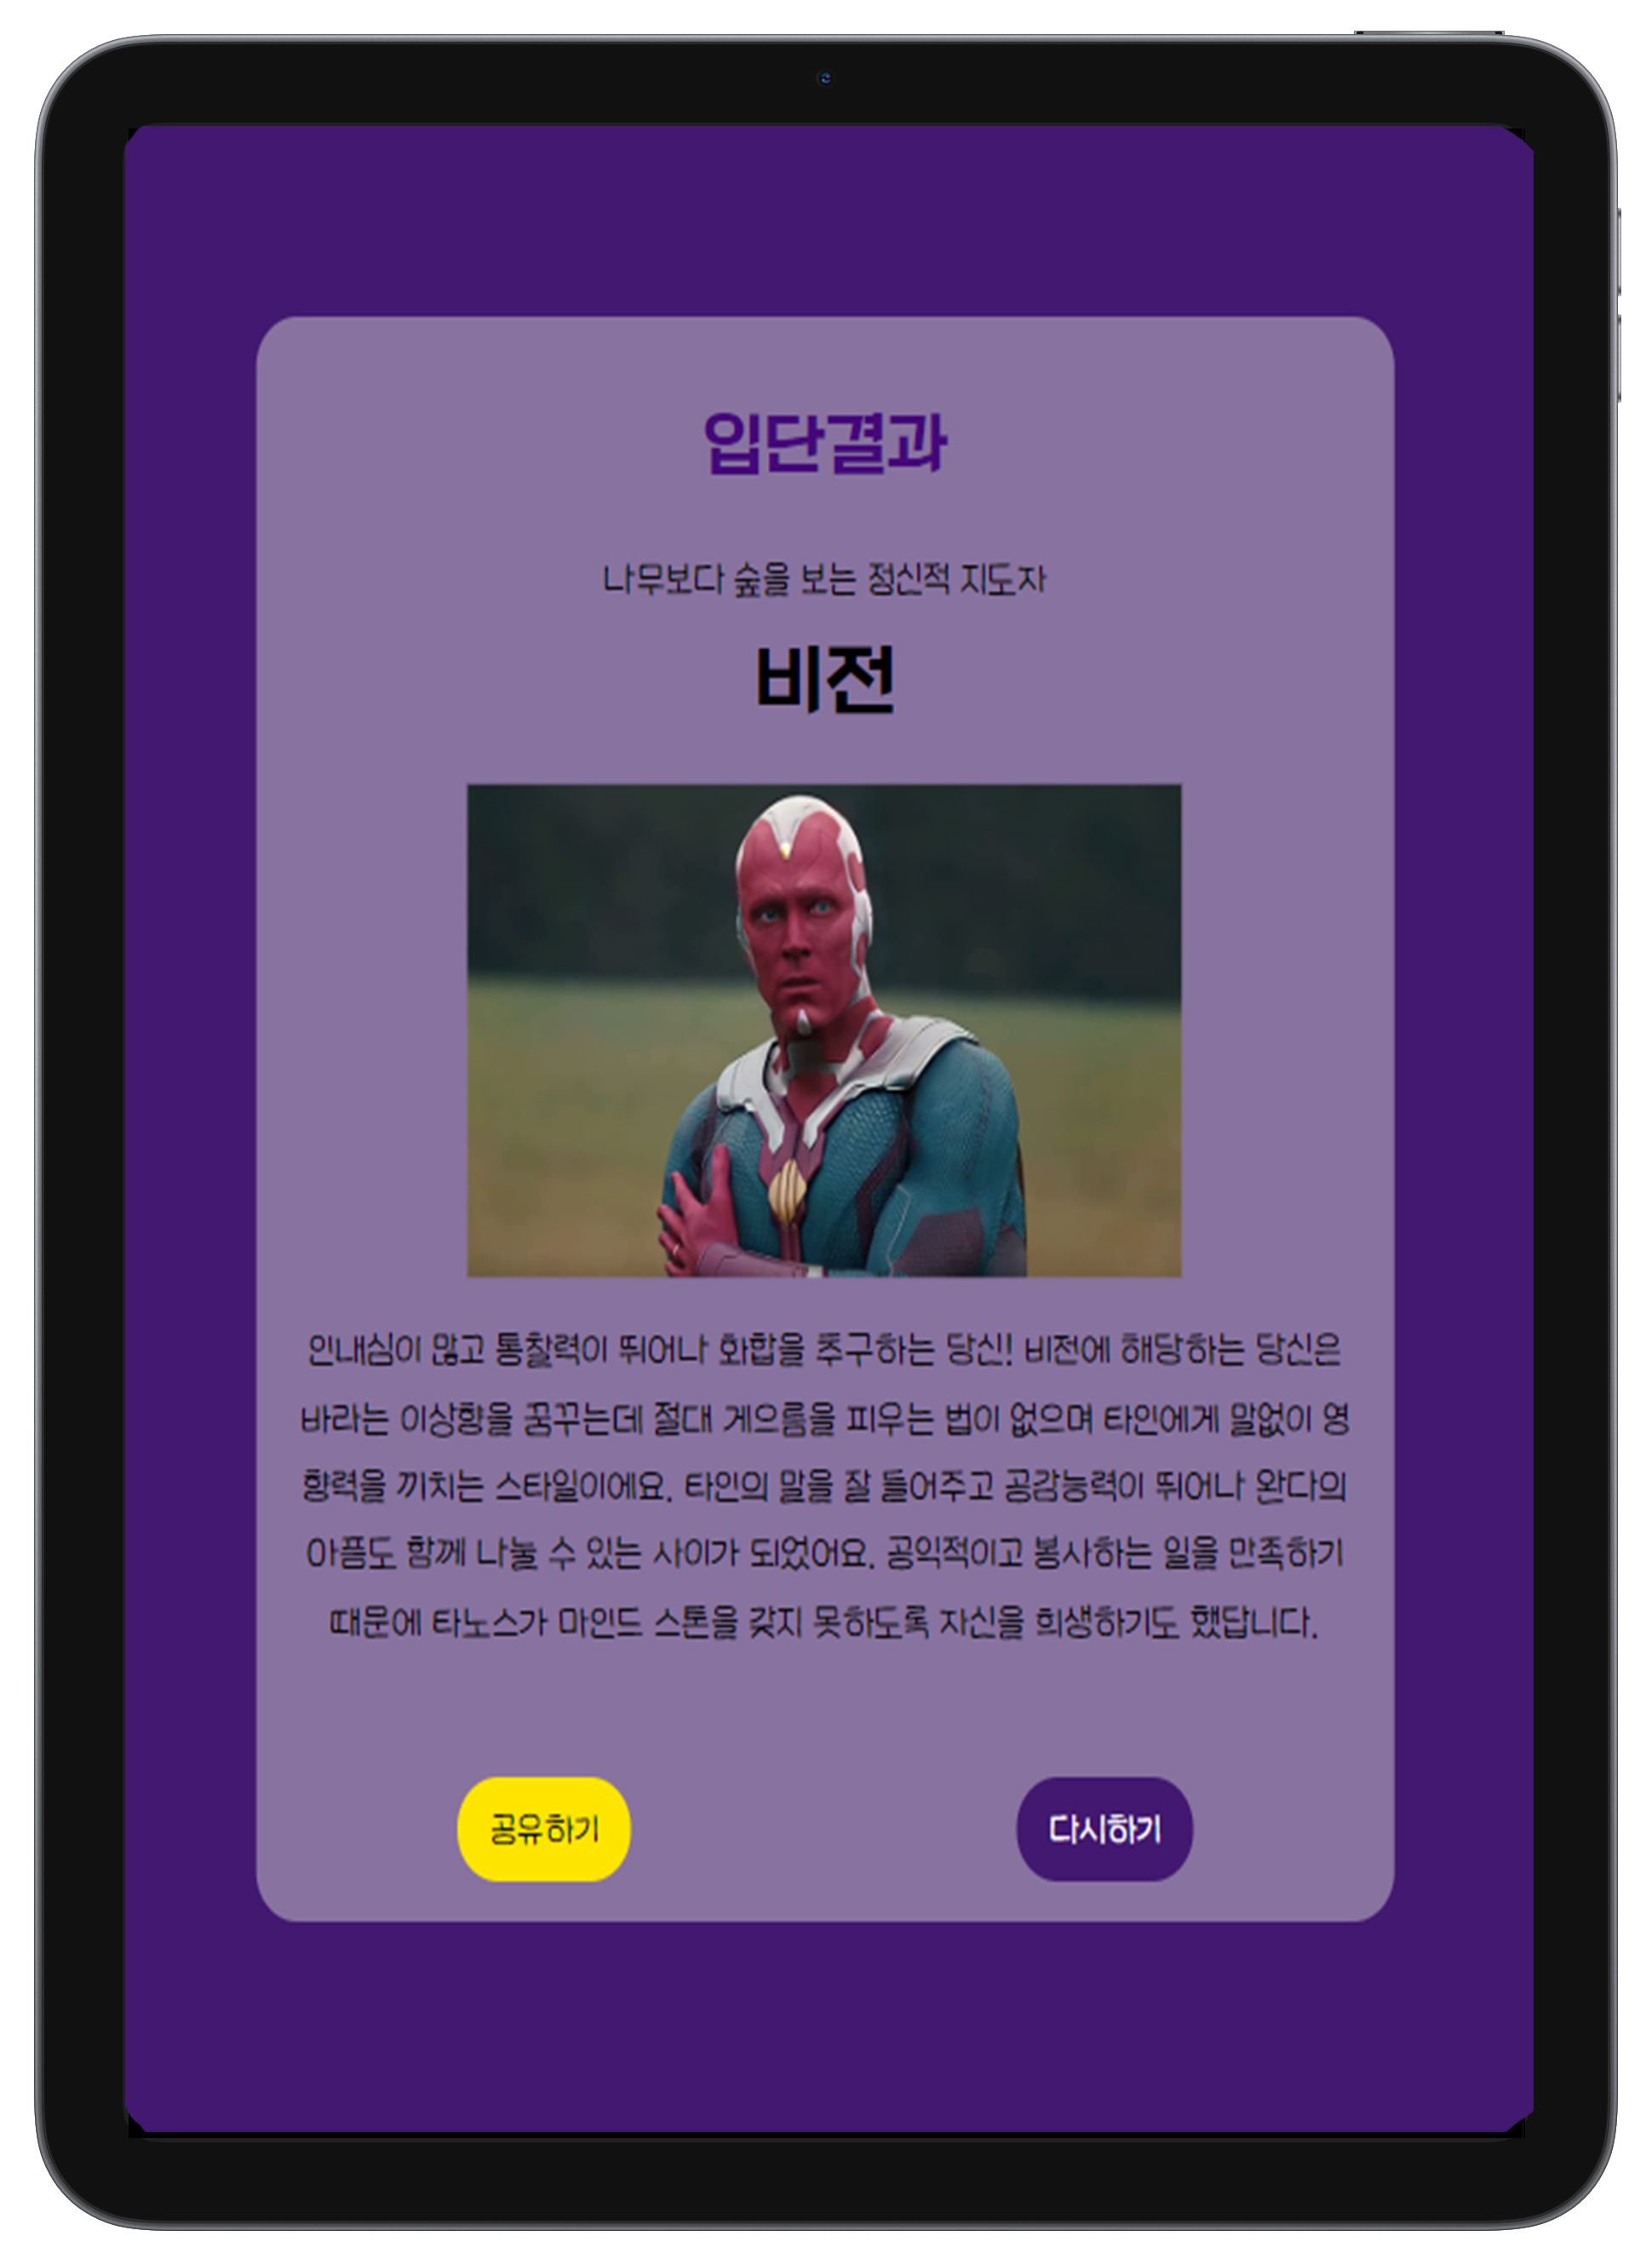 입단결과
나무보다 숲을 보는 정신적 지도자
비전
인내심이 많고 통찰력이 뛰어나 화합을 추구하는 당신! 비전에 해당하는 당신은
바라는 이상향을 꿈꾸는데 절대 게으름을 피우는 법이 없으며 타인에게 말없이 영
향력을 끼치는 스타일이에요. 타인의 말을 잘 들어주고 공감능력이 뛰어나 완다의
아픔도 함께 나눌 수 있는 사이가 되었어요. 공익적이고 봉사하는 일을 만족하기
때문에 타노스가 마인드 스톤을 갖지 못하도록 자신을 희생하기도 했답니다.
공유하기
다시하기